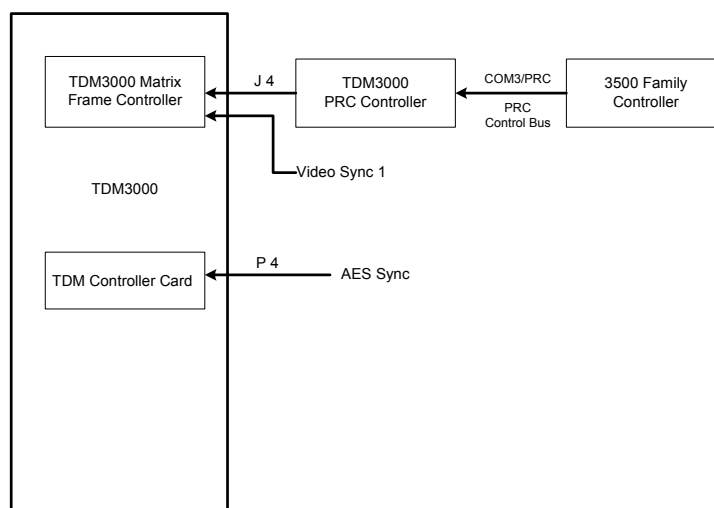 TDM3000 Matrix
Frame Controller
J 4
TDM3000
PRC Controller
COM3/PRC
PRC
Control Bus
3500 Family
Controller
Video Sync 1
TDM3000
TDM Controller Card
P 4
AES Sync